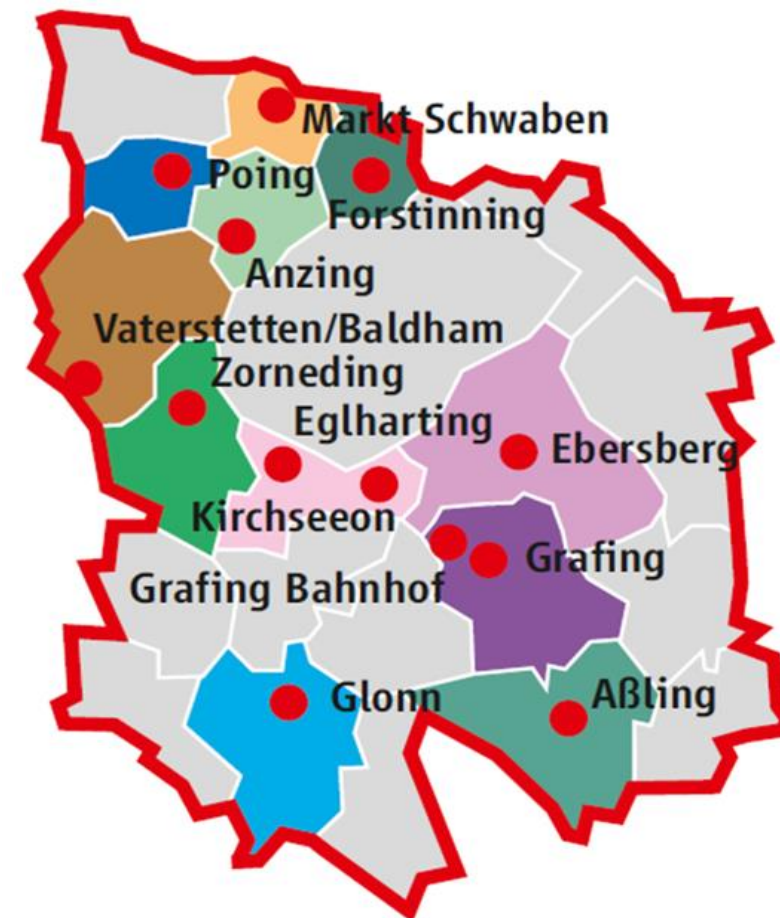 Markt Schwaben
Poing
Forstinning
Anzing
Vaterstetten/Baldham
Zorneding
Eglharting
Ebersberg
Kirchseeon
Grafing
Grafing Bahnhof
Glonn
Aßling